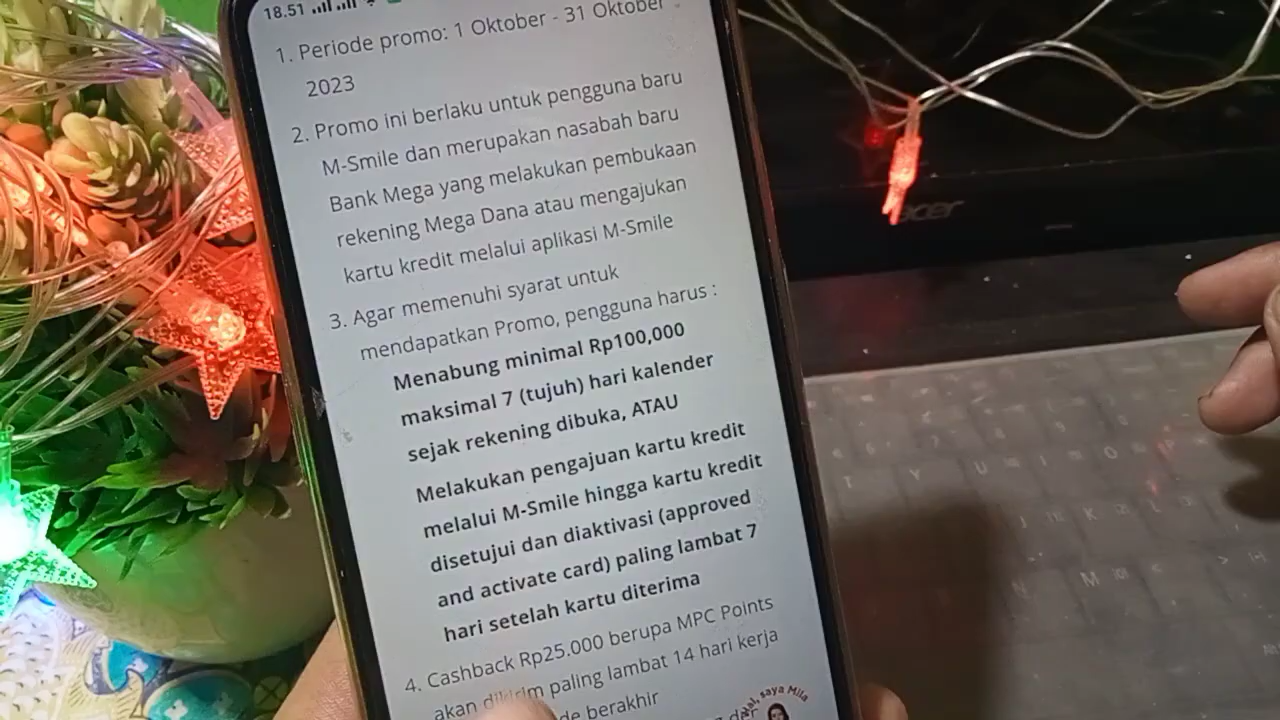 18.51
1. Periode promo: 1 Oktober - 31 Oktober
2023
2. Promo ini berlaku untuk pengguna baru
M-Smile dan merupakan nasabah baru
Bank Mega yang melakukan pembukaan
rekening Mega Dana atau mengajukan
kartu kredit melalui aplikasi M-Smile
3. Agar memenuhi syarat untuk
mendapatkan Promo, pengguna harus :
Menabung minimal Rp100,000
maksimal 7 (tujuh) hari kalender
sejak rekening dibuka, ATAU
Melakukan pengajuan kartu kredit
melalui M-Smile hingga kartu kredit
disetujui dan diaktivasi (approved
and activate card) paling lambat 7
hari setelah kartu diterima
4. Cashback Rp25.000 berupa MPC Points
akan dikirim paling lambat 14 hari kerja
berakhir
saya Mila
acer
T Y U I O P
J K L
N M